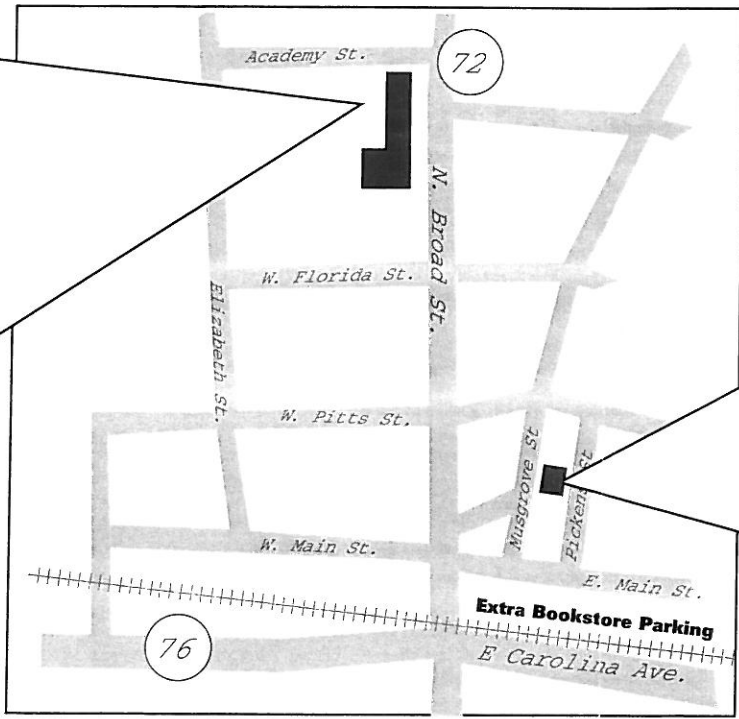 Academy St.
72
N. Broad St.
W. Florida St.
Elizabeth St.
W. Pitts St.
Musgrove St
Pickens St
W. Main St.
E. Main St.
Extra Bookstore Parking
76
E Carolina Ave.